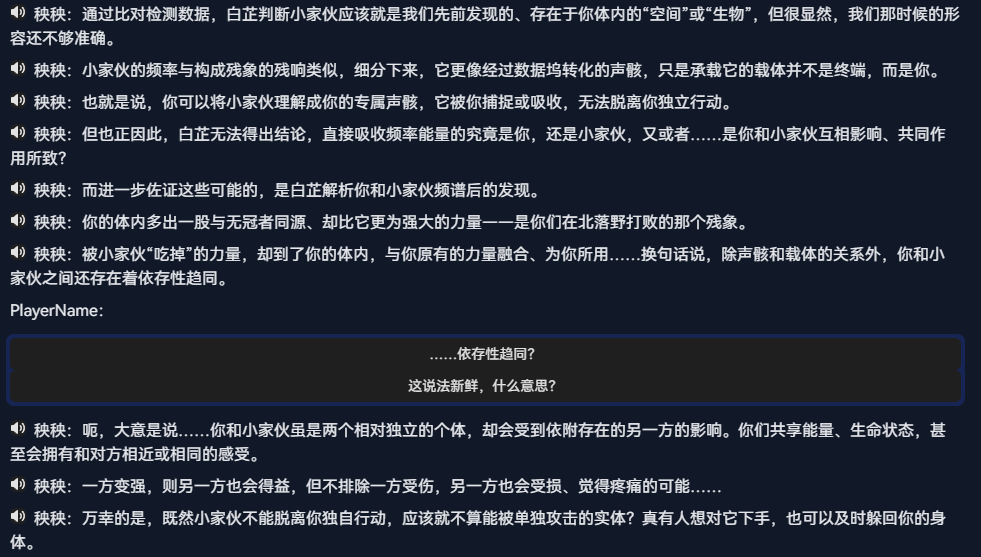 秧秧：通过比对检测数据，白芷判断小家伙应该就是我们先前发现的、存在于你体内的“空间”或“生物”，但很显然，我们那时候的形
容还不够准确。
秧秧：小家伙的频率与构成残象的残响类似，细分下来，它更像经过数据坞转化的声骸，只是承载它的载体并不是终端，而是你。
秧秧：也就是说，你可以将小家伙理解成你的专属声骸，它被你捕捉或吸收，无法脱离你独立行动。
秧秧：但也正因此，白芷无法得出结论，直接吸收频率能量的究竟是你，还是小家伙，又或者……是你和小家伙互相影响、共同作
用所致？
秧秧：而进一步佐证这些可能的，是白芷解析你和小家伙频谱后的发现。
秧秧：你的体内多出一股与无冠者同源、却比它更为强大的力量——是你们在北落野打败的那个残象。
秧秧：被小家伙“吃掉”的力量，却到了你的体内，与你原有的力量融合、为你所用……换句话说，除声骸和载体的关系外，你和小
家伙之间还存在着依存性趋同。
PlayerName：
……依存性趋同？
这说法新鲜，什么意思？
秧秧：呃，大意是说……你和小家伙虽是两个相对独立的个体，却会受到依附存在的另一方的影响。你们共享能量、生命状态，甚
至会拥有和对方相近或相同的感受。
秧秧：一方变强，则另一方也会得益，但不排除一方受伤，另一方也会受损、觉得疼痛的可能……
秧秧：万幸的是，既然小家伙不能脱离你独自行动，应该就不算能被单独攻击的实体？真有人想对它下手，也可以及时躲回你的身
体。